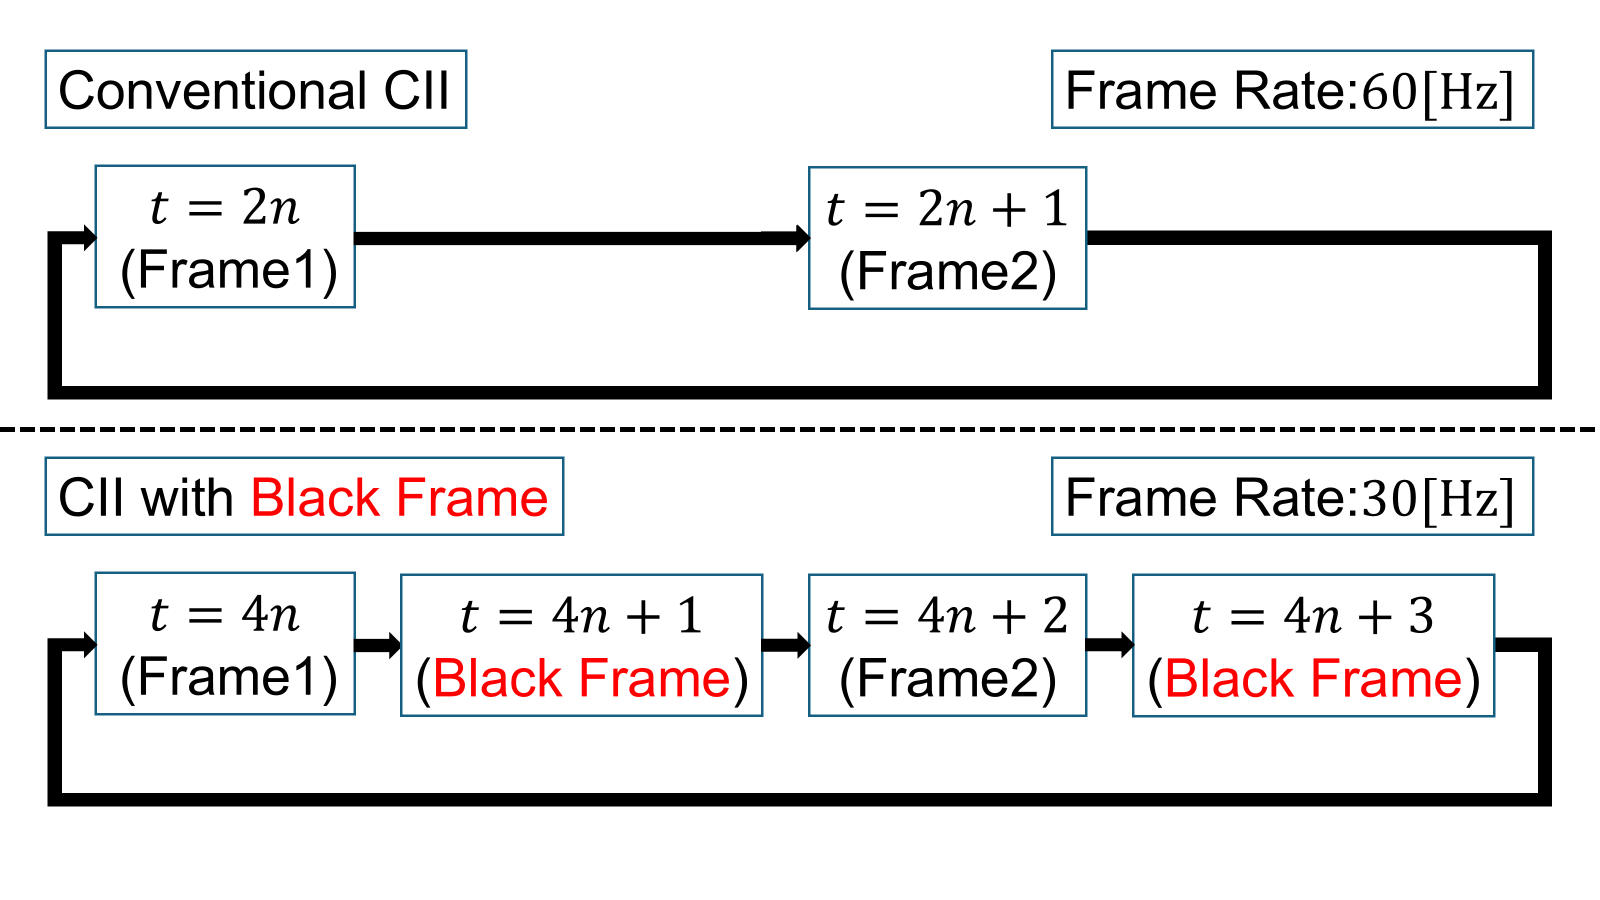 Conventional CII
Frame Rate:60[Hz]
t = 2n
(Frame1)
t = 2n + 1
(Frame2)
CII with Black Frame
Frame Rate:30[Hz]
t = 4n
(Frame1)
t = 4n + 1
(Black Frame)
t = 4n + 2
(Frame2)
t = 4n + 3
(Black Frame)